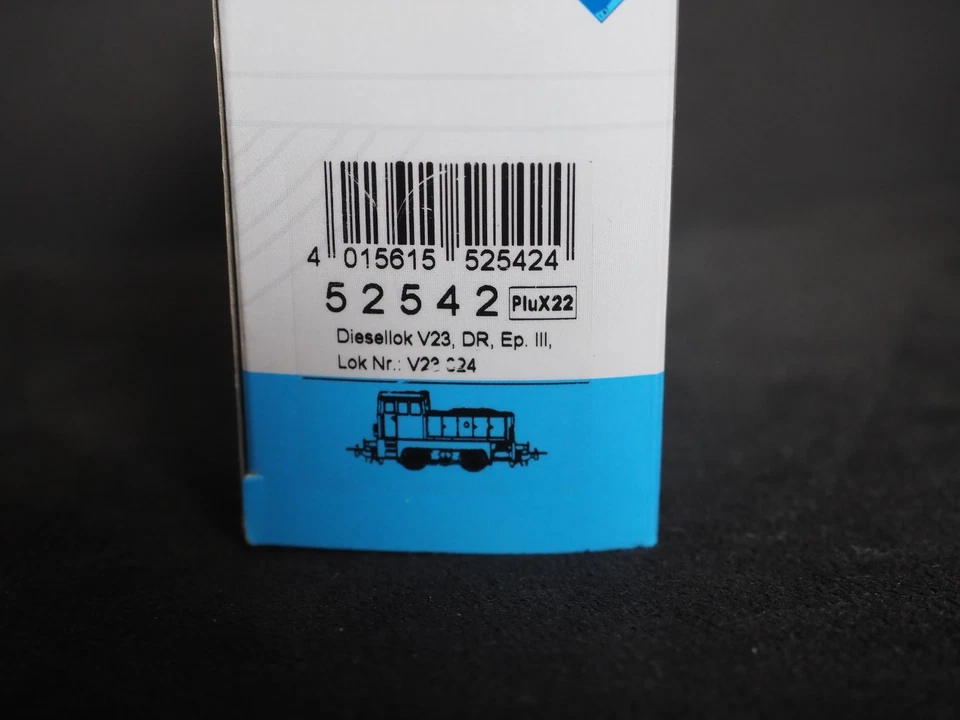 4 015615 525424
52542 PluX22
Diesellok V23, DR, Ep. III,
Lok Nr.: